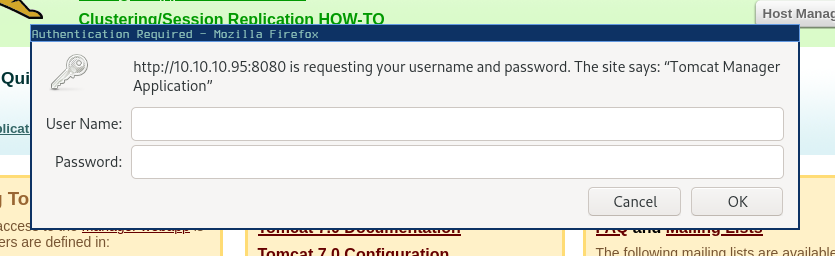 Clustering/Session Replication HOW-TO
Host Manag
Authentication Required - Mozilla Firefox
http://10.10.10.95:8080 is requesting your username and password. The site says: “Tomcat Manager
Application”
Qui
User Name:
plicat
Password:
Cancel
OK
g To
access to the manager webapp is
ers are defined in:
Tomcat 7.0 Documentation
Tomcat 7.0 Configuration
FAQ and Mailing Lists
The following mailing lists are available